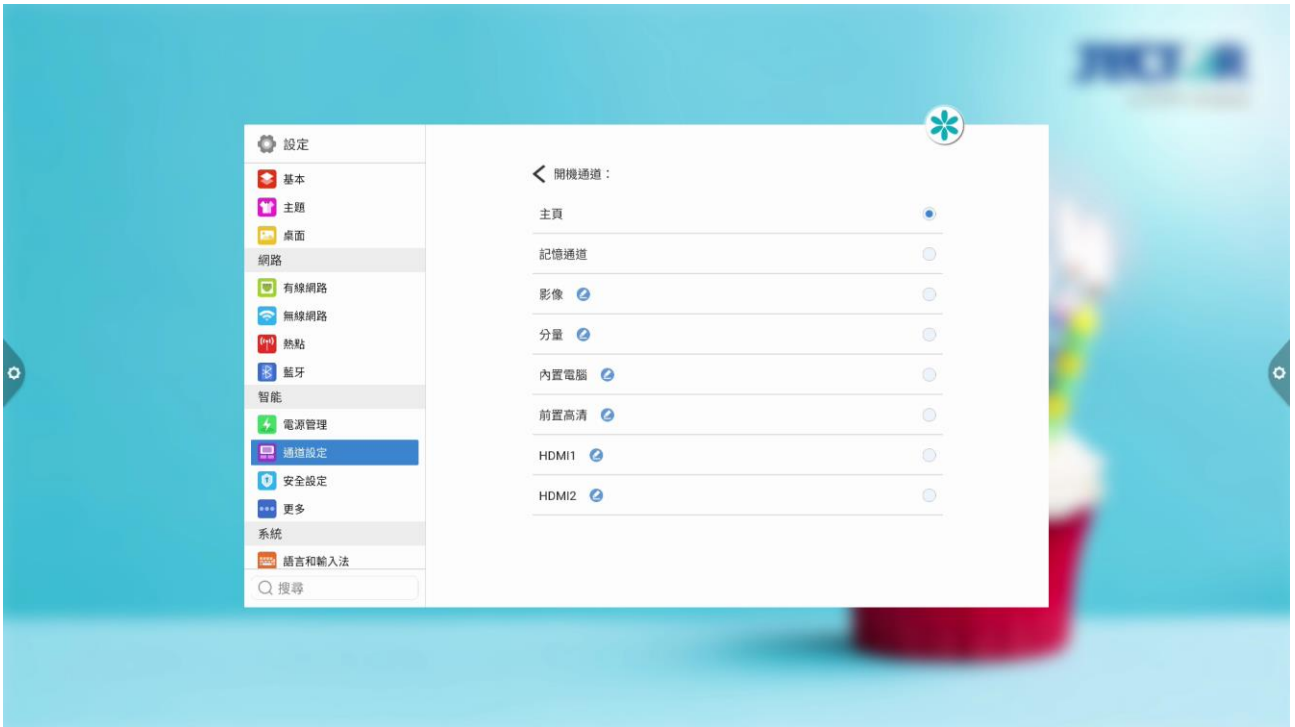 設定
基本
主題
桌面
網路
有線網路
無線網路
熱點
藍牙
智能
電源管理
通道設定
安全設定
更多
系統
語言和輸入法
搜尋
開機通道：
主頁
記憶通道
影像
分量
內置電腦
前置高清
HDMI1
HDMI2